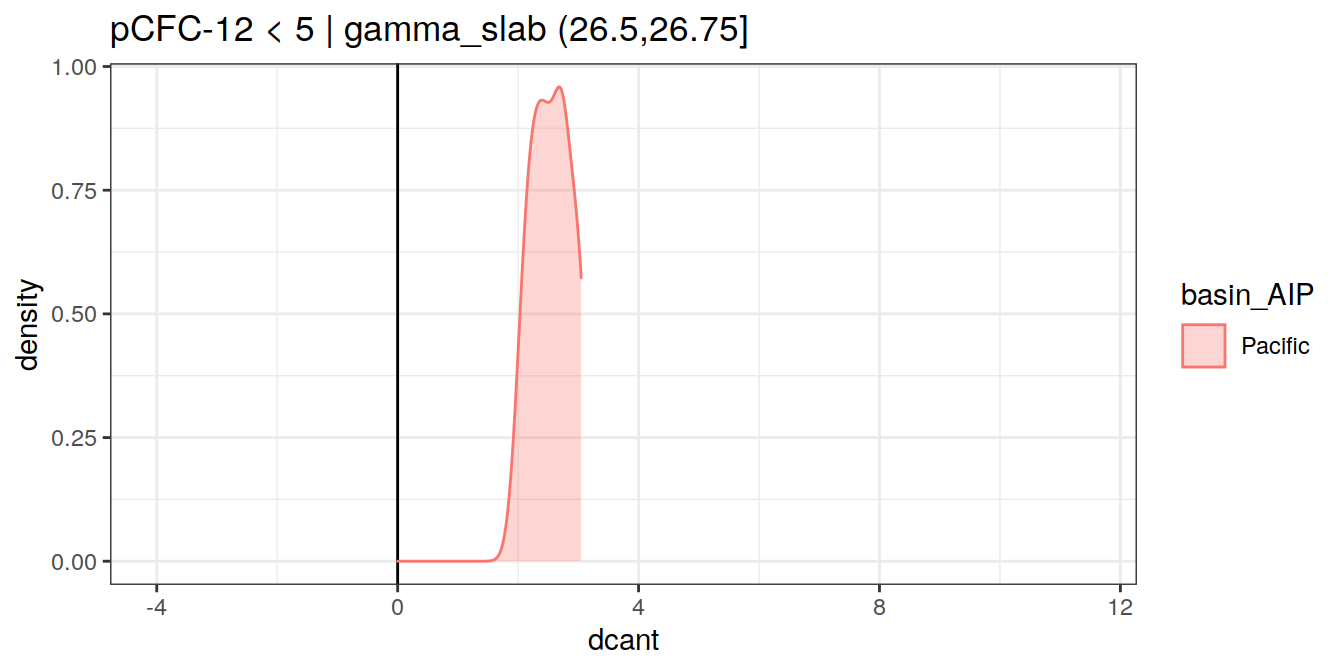 pCFC-12 < 5 | gamma_slab (26.5,26.75]
1.00
0.75
0.50
0.25
0.00
density
-4
0
4
8
12
dcant
basin_AIP
Pacific